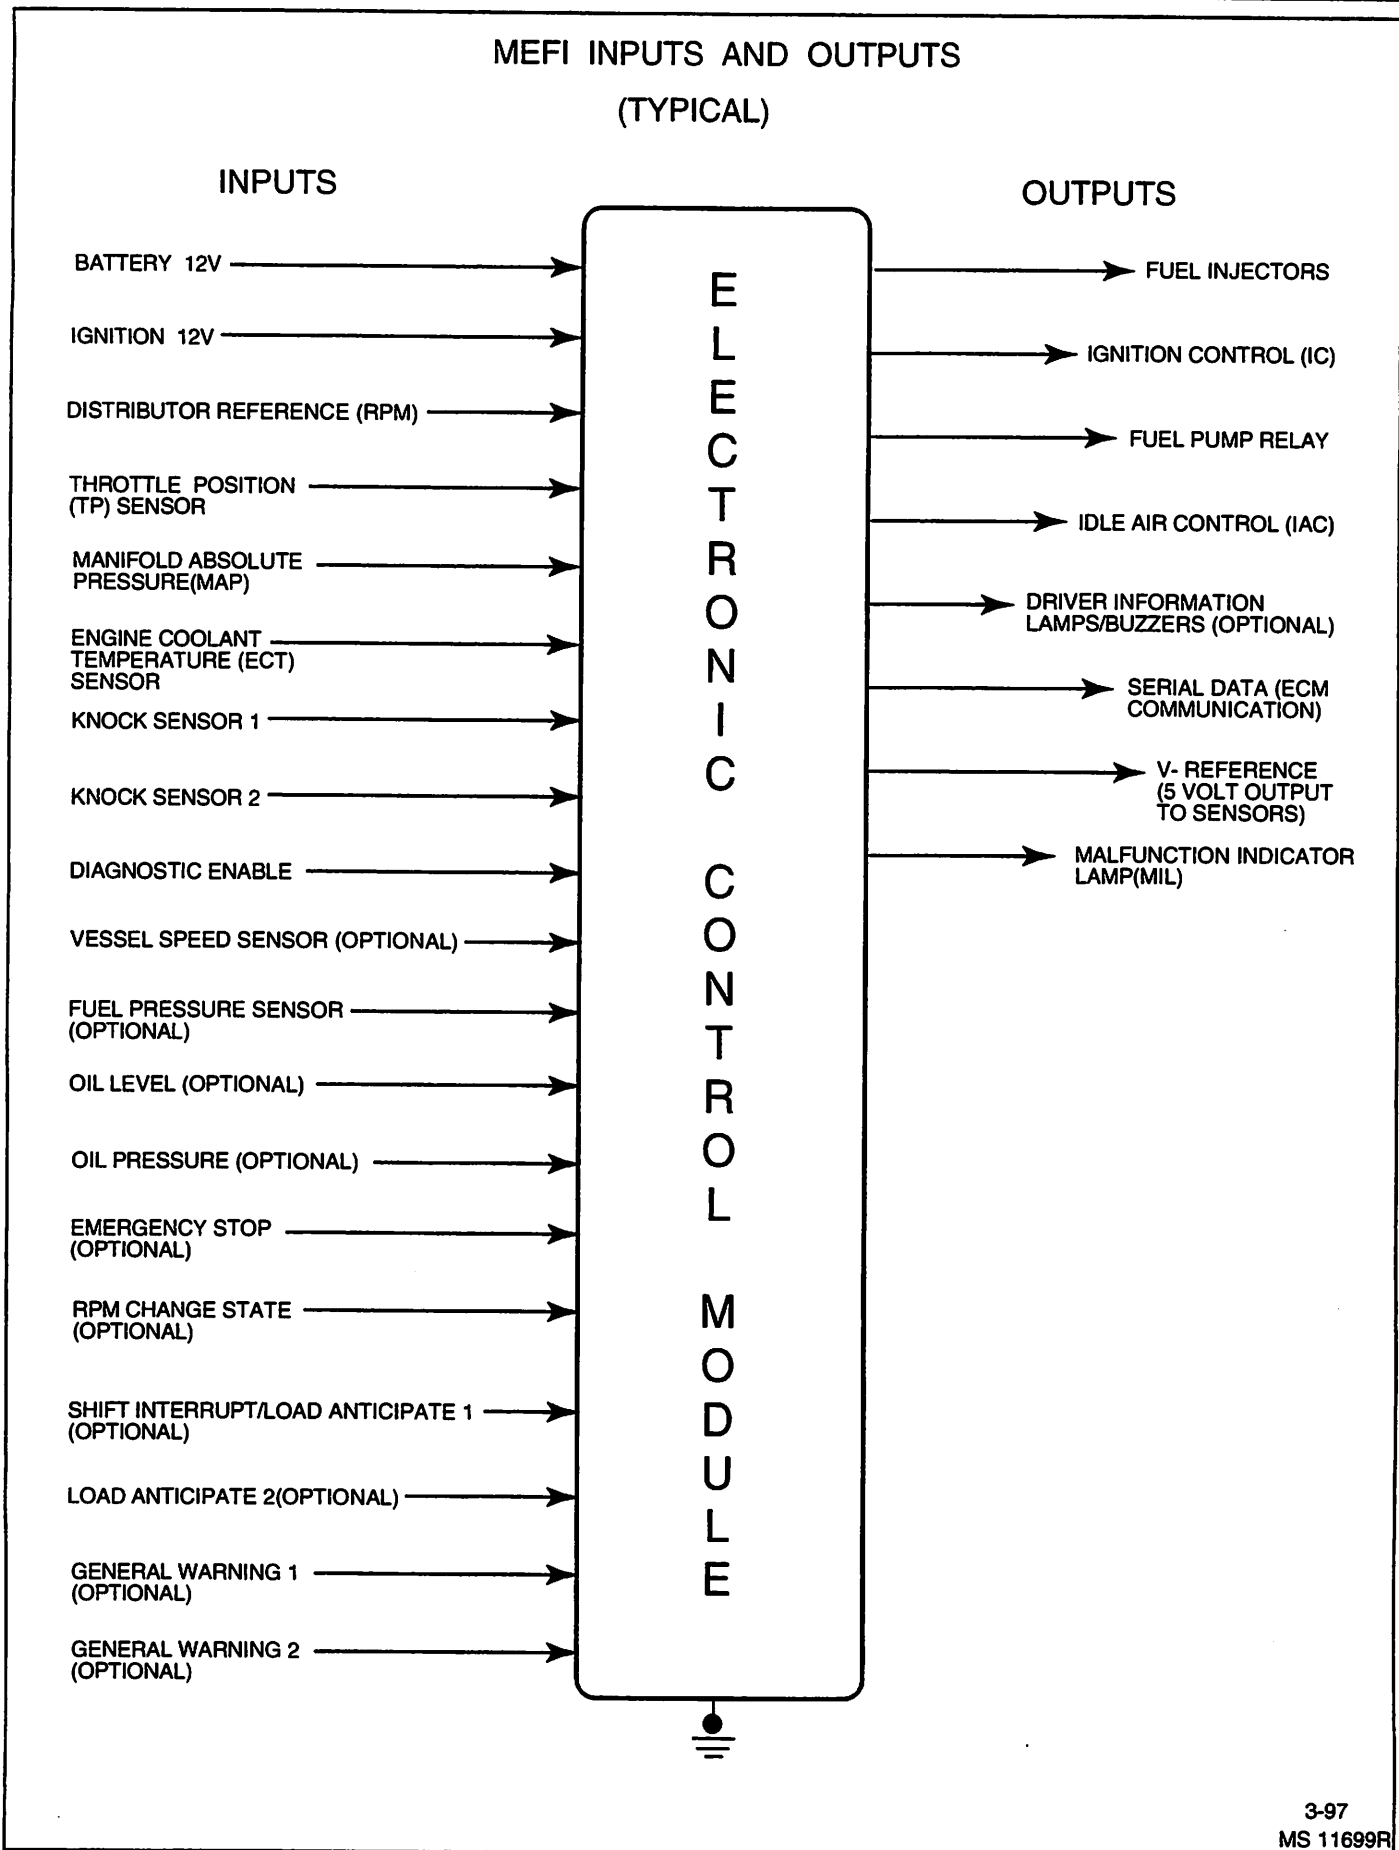 MEFI INPUTS AND OUTPUTS
(TYPICAL)
INPUTS
BATTERY 12V
IGNITION 12V
DISTRIBUTOR REFERENCE (RPM)
THROTTLE POSITION
(TP) SENSOR
MANIFOLD ABSOLUTE
PRESSURE(MAP)
ENGINE COOLANT
TEMPERATURE (ECT)
SENSOR
KNOCK SENSOR 1
KNOCK SENSOR 2
DIAGNOSTIC ENABLE
VESSEL SPEED SENSOR (OPTIONAL)
FUEL PRESSURE SENSOR
(OPTIONAL)
OIL LEVEL (OPTIONAL)
OIL PRESSURE (OPTIONAL)
EMERGENCY STOP
(OPTIONAL)
RPM CHANGE STATE
(OPTIONAL)
SHIFT INTERRUPT/LOAD ANTICIPATE 1
(OPTIONAL)
LOAD ANTICIPATE 2(OPTIONAL)
GENERAL WARNING 1
(OPTIONAL)
GENERAL WARNING 2
(OPTIONAL)
ELECTRONIC CONTROL MODULE
OUTPUTS
FUEL INJECTORS
IGNITION CONTROL (IC)
FUEL PUMP RELAY
IDLE AIR CONTROL (IAC)
DRIVER INFORMATION
LAMPS/BUZZERS (OPTIONAL)
SERIAL DATA (ECM
COMMUNICATION)
V- REFERENCE
(5 VOLT OUTPUT
TO SENSORS)
MALFUNCTION INDICATOR
LAMP(MIL)
3-97
MS 11699R